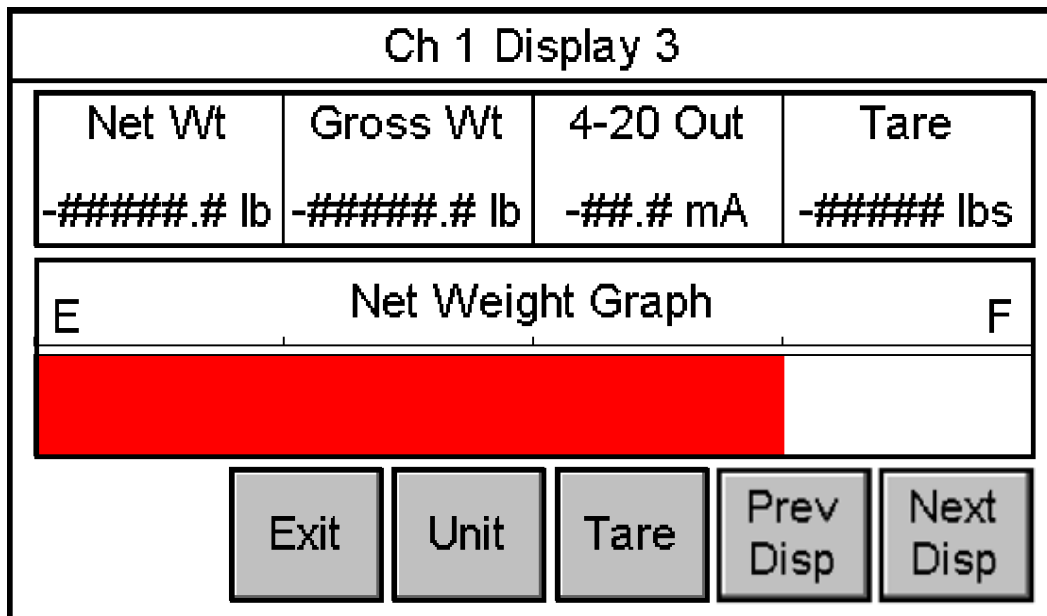 Ch 1 Display 3
Net Wt Gross Wt 4-20 Out Tare
-#####.# lb -#####.# lb -##.# mA -##### lbs
Net Weight Graph
E F
Exit Unit Tare Prev Disp Next Disp